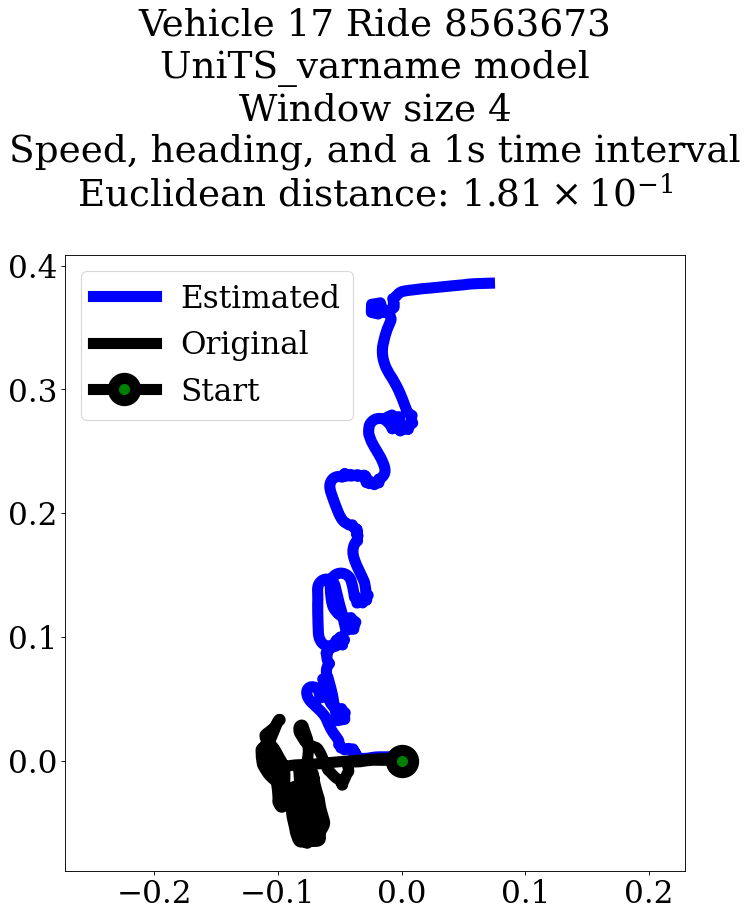 Vehicle 17 Ride 8563673
UniTS_varname model
Window size 4
Speed, heading, and a 1s time interval
Euclidean distance: 1.81 × 10⁻¹
0.4
0.3
0.2
0.1
0.0
Estimated
Original
Start
−0.2
−0.1
0.0
0.1
0.2